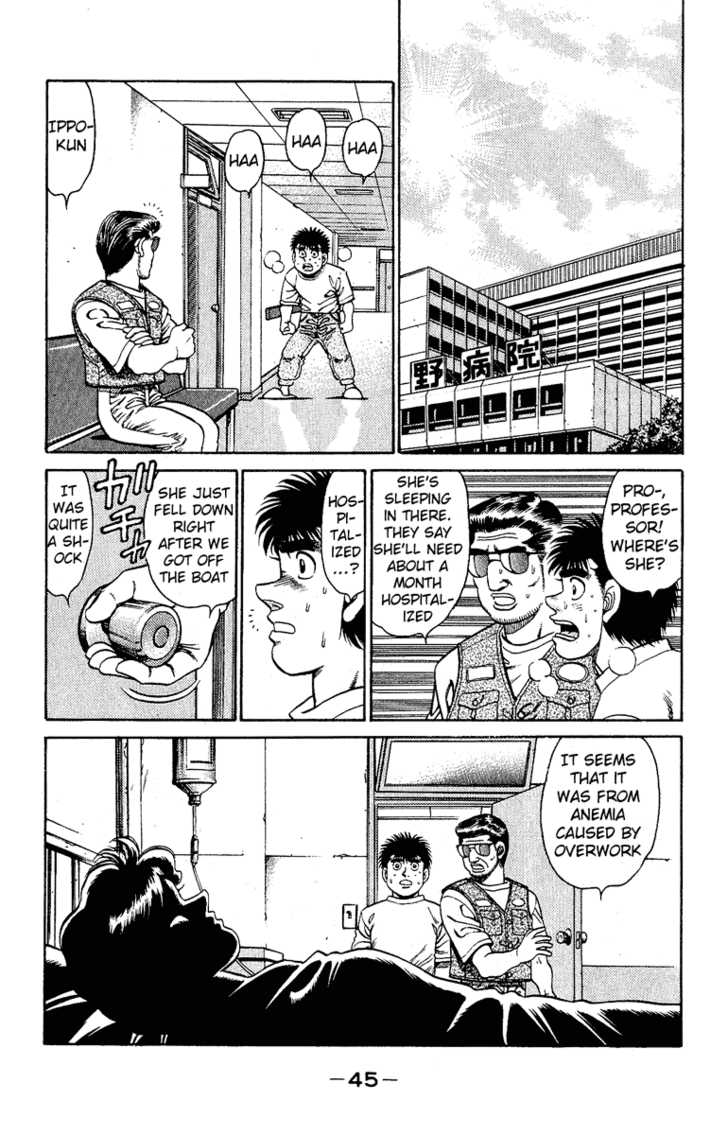 野病院
HAA
HAA
HAA
IPPO-
KUN
PRO-,
PROFES-
SOR!
WHERE'S
SHE?
SHE'S
SLEEPING
IN THERE.
THEY SAY
SHE'LL NEED
ABOUT A
MONTH
HOSPITAL-
IZED
HOS-
PI-
TAL-
IZED
...?
SHE JUST
FELL DOWN
RIGHT
AFTER WE
GOT OFF
THE BOAT
IT
WAS
QUITE
A SH-
OCK
ガチャ
IT SEEMS
THAT IT
WAS FROM
ANEMIA
CAUSED BY
OVERWORK
-45-